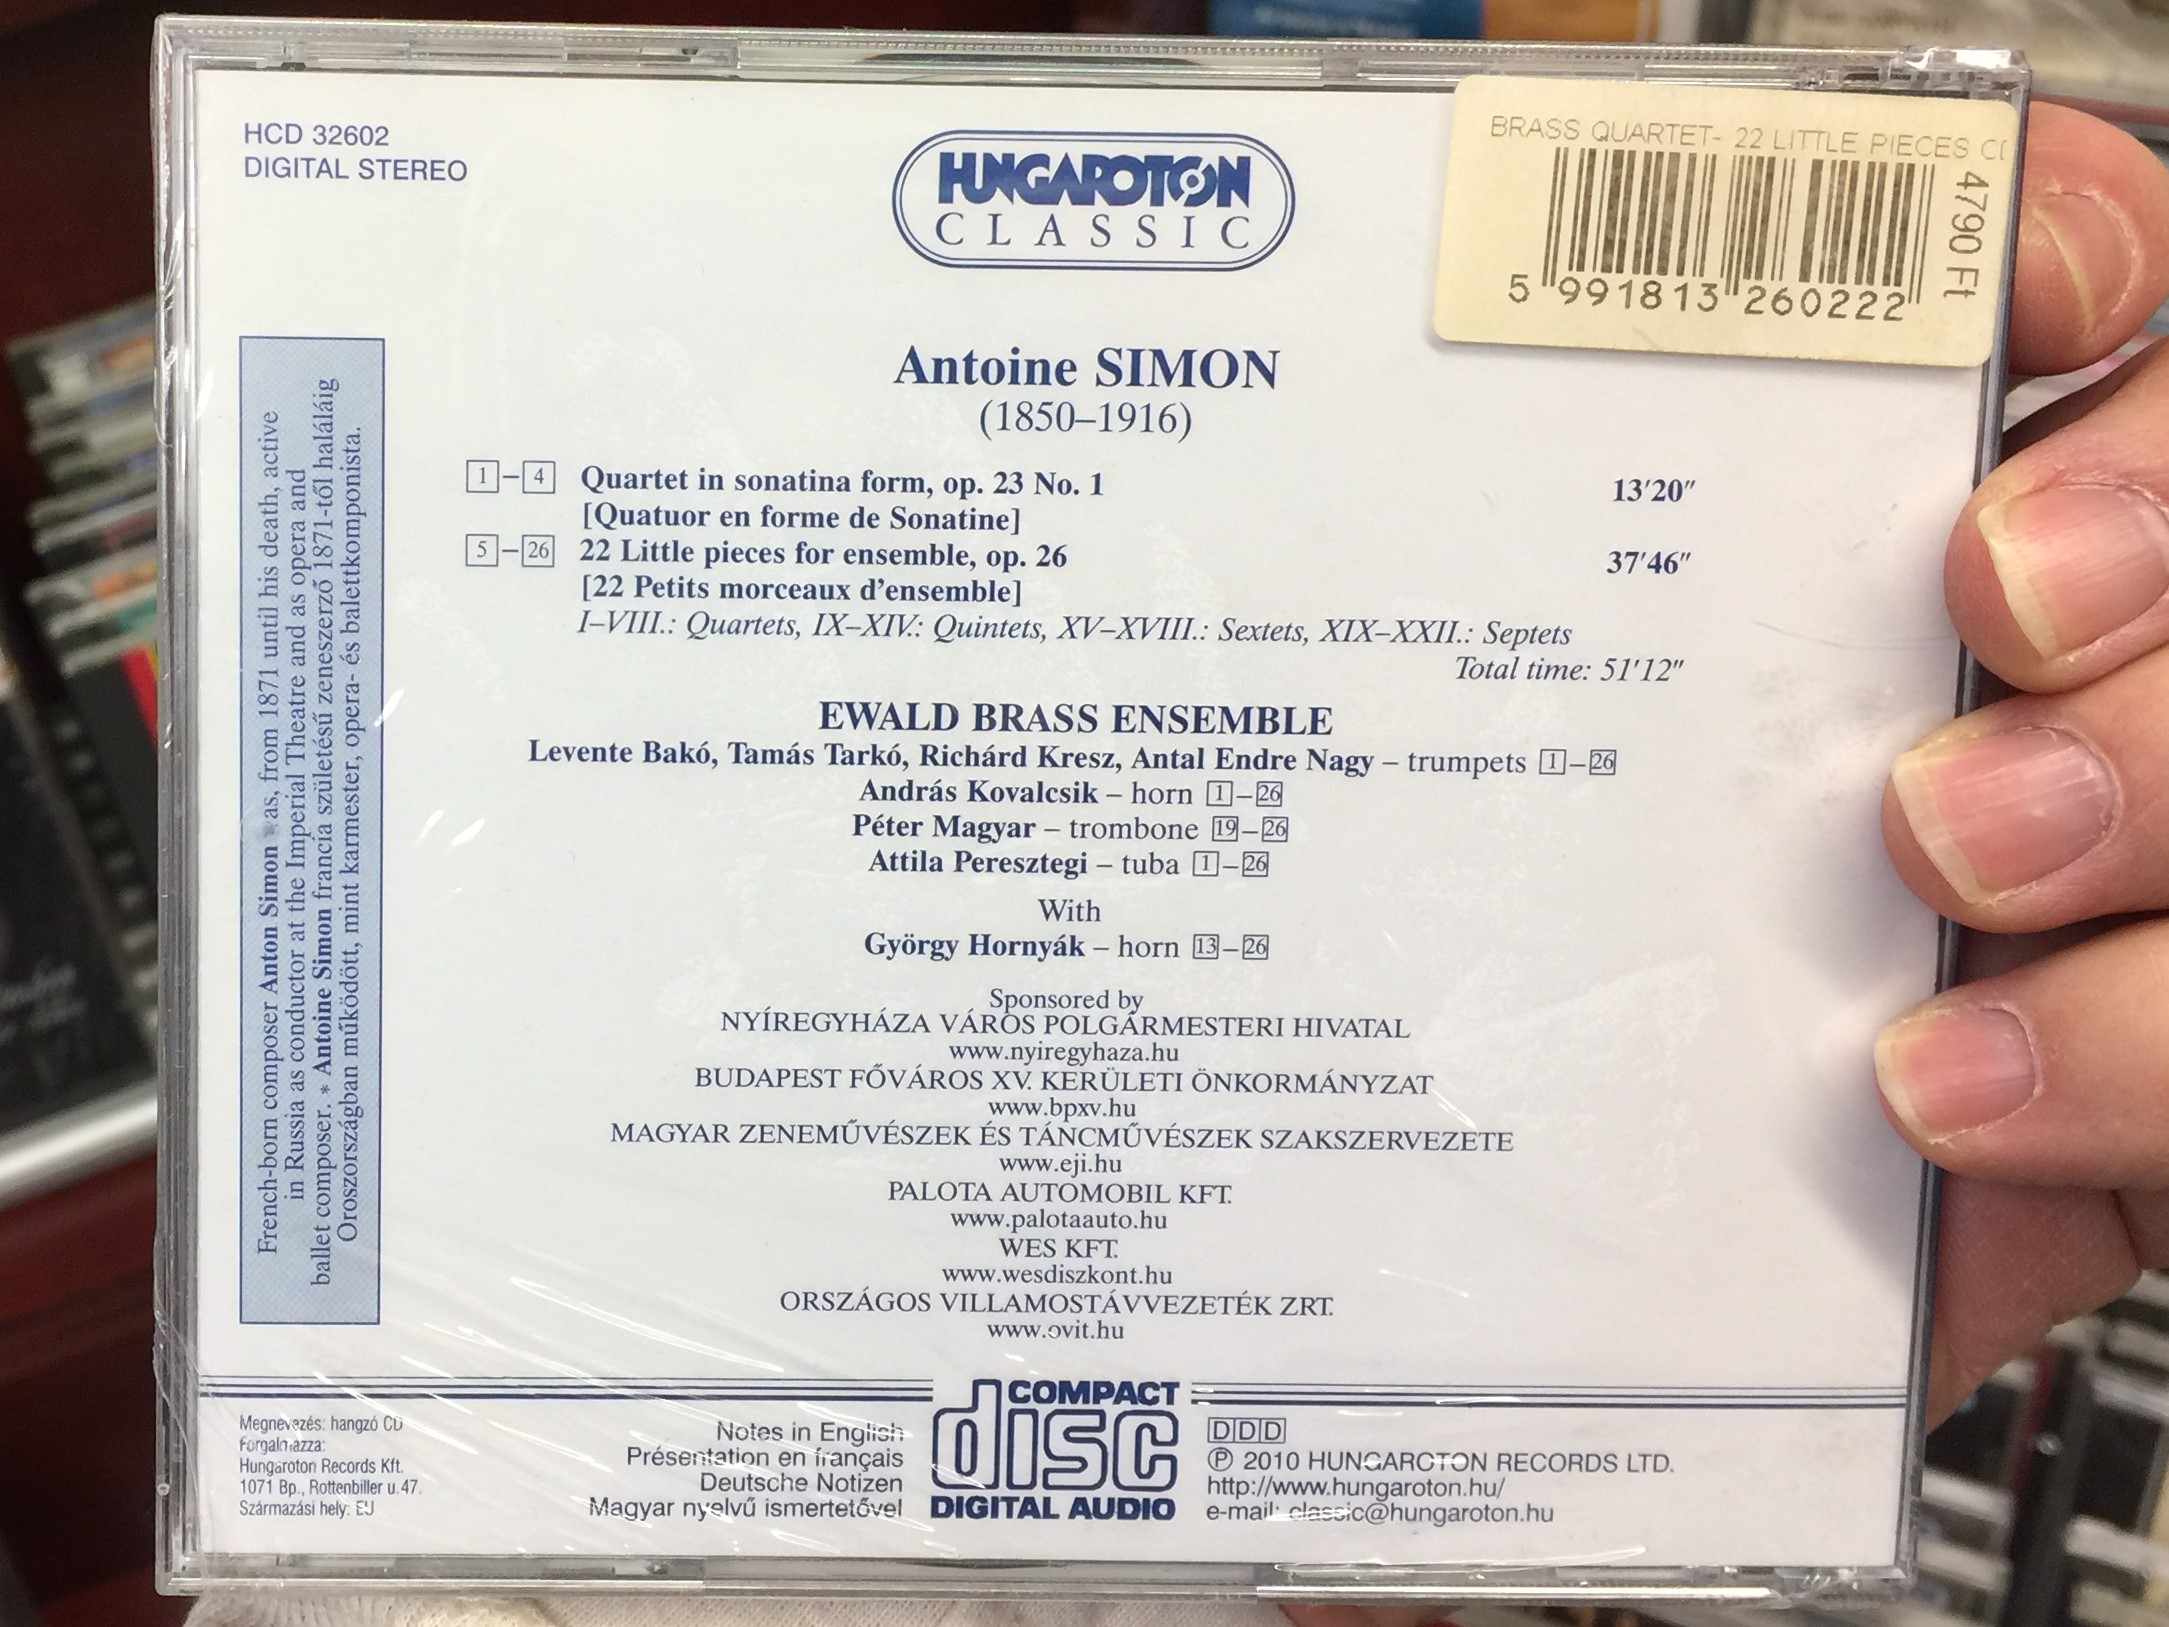 HCD 32602
DIGITAL STEREO
HUNGAROTON
CLASSIC
BRASS QUARTET- 22 LITTLE PIECES
4790 Ft
5 991813 260222
Antoine SIMON
(1850–1916)
1–4 Quartet in sonatina form, op. 23 No. 1 13'20"
[Quatuor en forme de Sonatine]
5–26 22 Little pieces for ensemble, op. 26 37'46"
[22 Petits morceaux d'ensemble]
I–VIII.: Quartets, IX–XIV.: Quintets, XV–XVIII.: Sextets, XIX–XXII.: Septets
Total time: 51'12"
EWALD BRASS ENSEMBLE
Levente Bakó, Tamás Tarkó, Richárd Kresz, Antal Endre Nagy – trumpets 1–26
András Kovalcsik – horn 1–26
Péter Magyar – trombone 19–26
Attila Peresztegi – tuba 1–26
With
György Hornyák – horn 13–26
Sponsored by
NYÍREGYHÁZA VÁROS POLGÁRMESTERI HIVATAL
www.nyiregyhaza.hu
BUDAPEST FŐVÁROS XV. KERÜLETI ÖNKORMÁNYZAT
www.bpxv.hu
MAGYAR ZENEMŰVÉSZEK ÉS TÁNCMŰVÉSZEK SZAKSZERVEZETE
www.eji.hu
PALOTA AUTOMOBIL KFT.
www.palotaauto.hu
WES KFT.
www.wesdiszkont.hu
ORSZÁGOS VILLAMOSTÁVVEZETÉK ZRT.
www.ovit.hu
French-born composer Anton Simon was, from 1871 until his death, active
in Russia as conductor at the Imperial Theatre and as opera and
ballet composer. * Antoine Simon francia születésű zeneszerző 1871-től haláláig
Oroszországban működött, mint karmester, opera- és balettkomponista.
Megnevezés: hangzó CD
Forgalmazza:
Hungaroton Records Kft.
1071 Bp., Rottenbiller u. 47.
Származási hely: EU
Notes in English
Présentation en français
Deutsche Notizen
Magyar nyelvű ismertetővel
COMPACT
disc
DIGITAL AUDIO
DDD
℗ 2010 HUNGAROTON RECORDS LTD.
http://www.hungaroton.hu/
e-mail: classic@hungaroton.hu